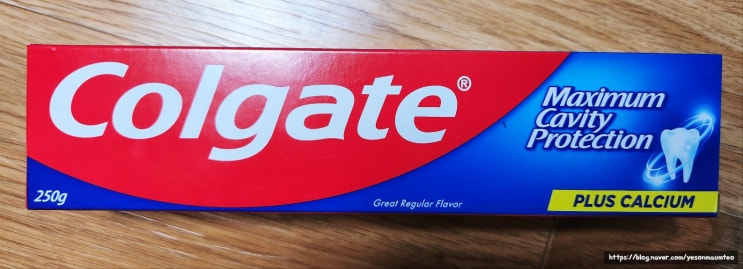 Colgate®
Maximum
Cavity
Protection
250g
Great Regular Flavor
PLUS CALCIUM
https://blog.naver.com/yesonmaumteo